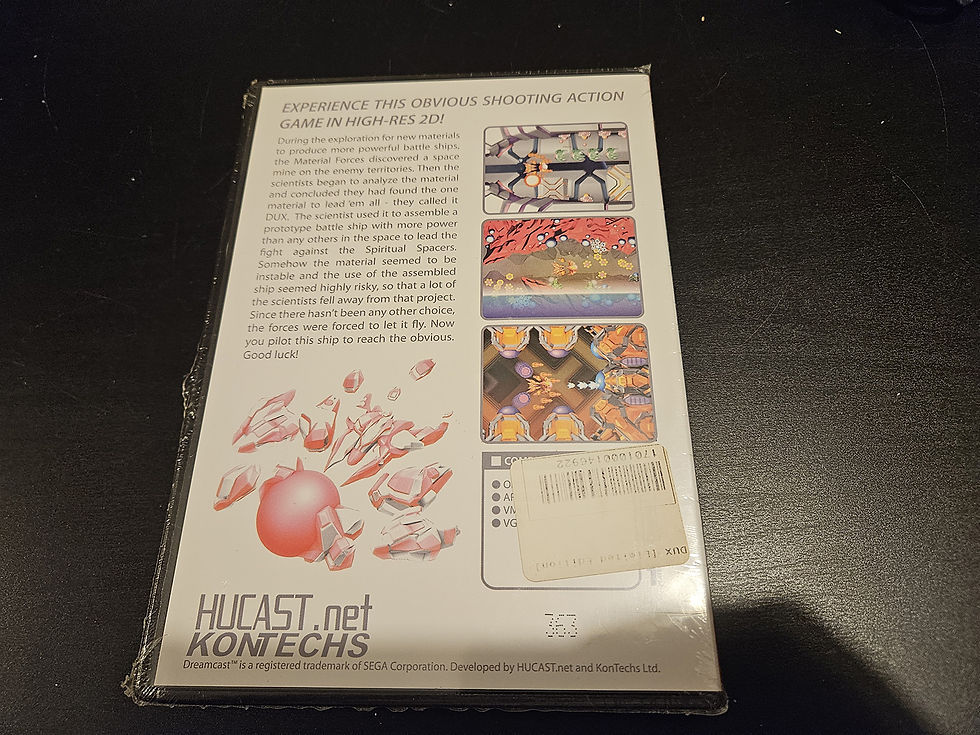 EXPERIENCE THIS OBVIOUS SHOOTING ACTION
GAME IN HIGH-RES 2D!
During the exploration for new materials
to produce more powerful battle ships,
the Material Forces discovered a space
mine on the enemy territories. Then the
scientists began to analyze the material
and concluded they had found the one
material to lead 'em all - they called it
DUX. The scientist used it to assemble a
prototype battle ship with more power
than any others in the space to lead the
fight against the Spiritual Spacers.
Somehow the material seemed to be
instable and the use of the assembled
ship seemed highly risky, so that a lot of
the scientists fell away from that project.
Since there hasn't been any other choice,
the forces were forced to let it fly. Now
you pilot this ship to reach the obvious.
Good luck!
1701000146922
DUX [Limited Edition]
363
HUCAST.net
KONTECHS
Dreamcast™ is a registered trademark of SEGA Corporation. Developed by HUCAST.net and KonTechs Ltd.